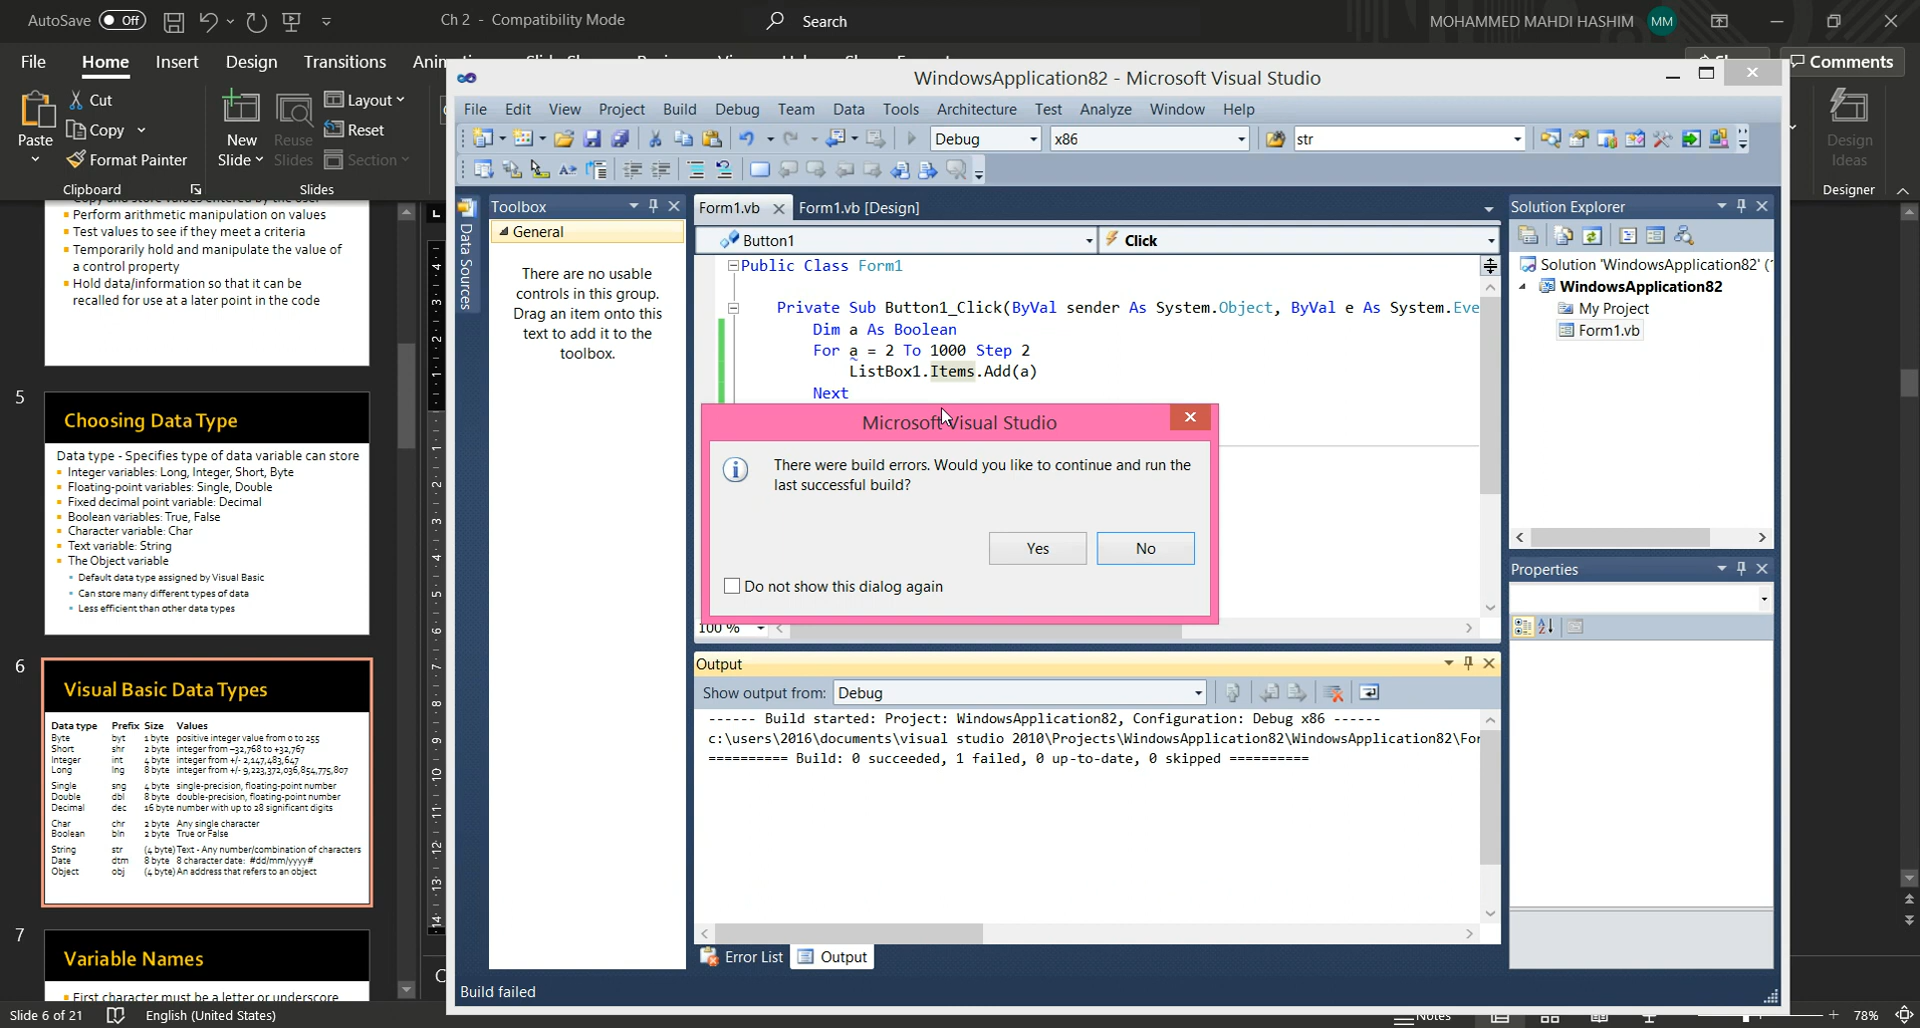 AutoSave Off
Ch 2 - Compatibility Mode
Search
MOHAMMED MAHDI HASHIM MM
File Home Insert Design Transitions
Comments
Paste
Cut
Copy
Format Painter
Clipboard
New Slide
Reuse Slides
Layout
Reset
Section
Slides
Design Ideas
Designer
Perform arithmetic manipulation on values
Test values to see if they meet a criteria
Temporarily hold and manipulate the value of
a control property
Hold data/information so that it can be
recalled for use at a later point in the code
5
Choosing Data Type
Data type - Specifies type of data variable can store
Integer variables: Long, Integer, Short, Byte
Floating-point variables: Single, Double
Fixed decimal point variable: Decimal
Boolean variables: True, False
Character variable: Char
Text variable: String
The Object variable
Default data type assigned by Visual Basic
Can store many different types of data
Less efficient than other data types
6
Visual Basic Data Types
Data type Prefix Size Values
Byte byt 1 byte positive integer value from 0 to 255
Short shr 2 byte integer from –32,768 to +32,767
Integer int 4 byte integer from +/- 2,147,483,647
Long lng 8 byte integer from +/- 9,223,372,036,854,775,807
Single sng 4 byte single-precision, floating-point number
Double dbl 8 byte double-precision, floating-point number
Decimal dec 16 byte number with up to 28 significant digits
Char chr 2 byte Any single character
Boolean bln 2 byte True or False
String str (4 byte) Text - Any number/combination of characters
Date dtm 8 byte 8 character date: #dd/mm/yyyy#
Object obj (4 byte) An address that refers to an object
7
Variable Names
First character must be a letter or underscore
Slide 6 of 21 English (United States)
Notes 78%
WindowsApplication82 - Microsoft Visual Studio
File Edit View Project Build Debug Team Data Tools Architecture Test Analyze Window Help
Debug x86 str
Data Sources
Toolbox
General
There are no usable
controls in this group.
Drag an item onto this
text to add it to the
toolbox.
Form1.vb Form1.vb [Design]
Button1 Click
Public Class Form1
Private Sub Button1_Click(ByVal sender As System.Object, ByVal e As System.Eve
Dim a As Boolean
For a = 2 To 1000 Step 2
ListBox1.Items.Add(a)
Next
Microsoft Visual Studio
There were build errors. Would you like to continue and run the
last successful build?
Yes No
Do not show this dialog again
100 %
Output
Show output from: Debug
------ Build started: Project: WindowsApplication82, Configuration: Debug x86 ------
c:\users\2016\documents\visual studio 2010\Projects\WindowsApplication82\WindowsApplication82\For
========== Build: 0 succeeded, 1 failed, 0 up-to-date, 0 skipped ==========
Error List Output
Build failed
Solution Explorer
Solution 'WindowsApplication82' (
WindowsApplication82
My Project
Form1.vb
Properties